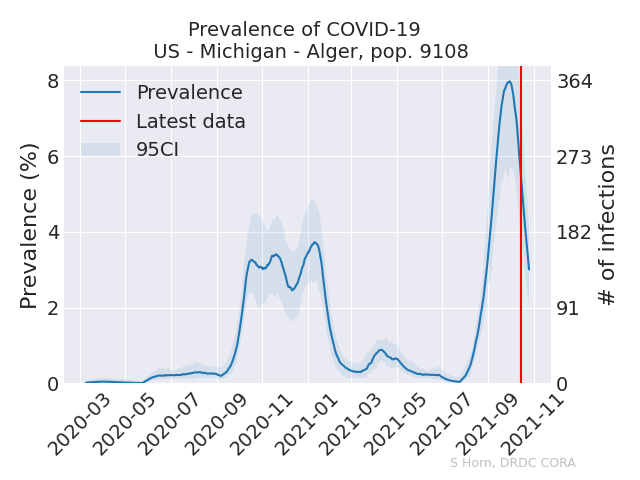 Prevalence of COVID-19
US - Michigan - Alger, pop. 9108
Prevalence
Latest data
95CI
Prevalence (%)
8
6
4
2
0
364
273
182
91
0
# of infections
2020-03
2020-05
2020-07
2020-09
2020-11
2021-01
2021-03
2021-05
2021-07
2021-09
2021-11
S Horn, DRDC CORA